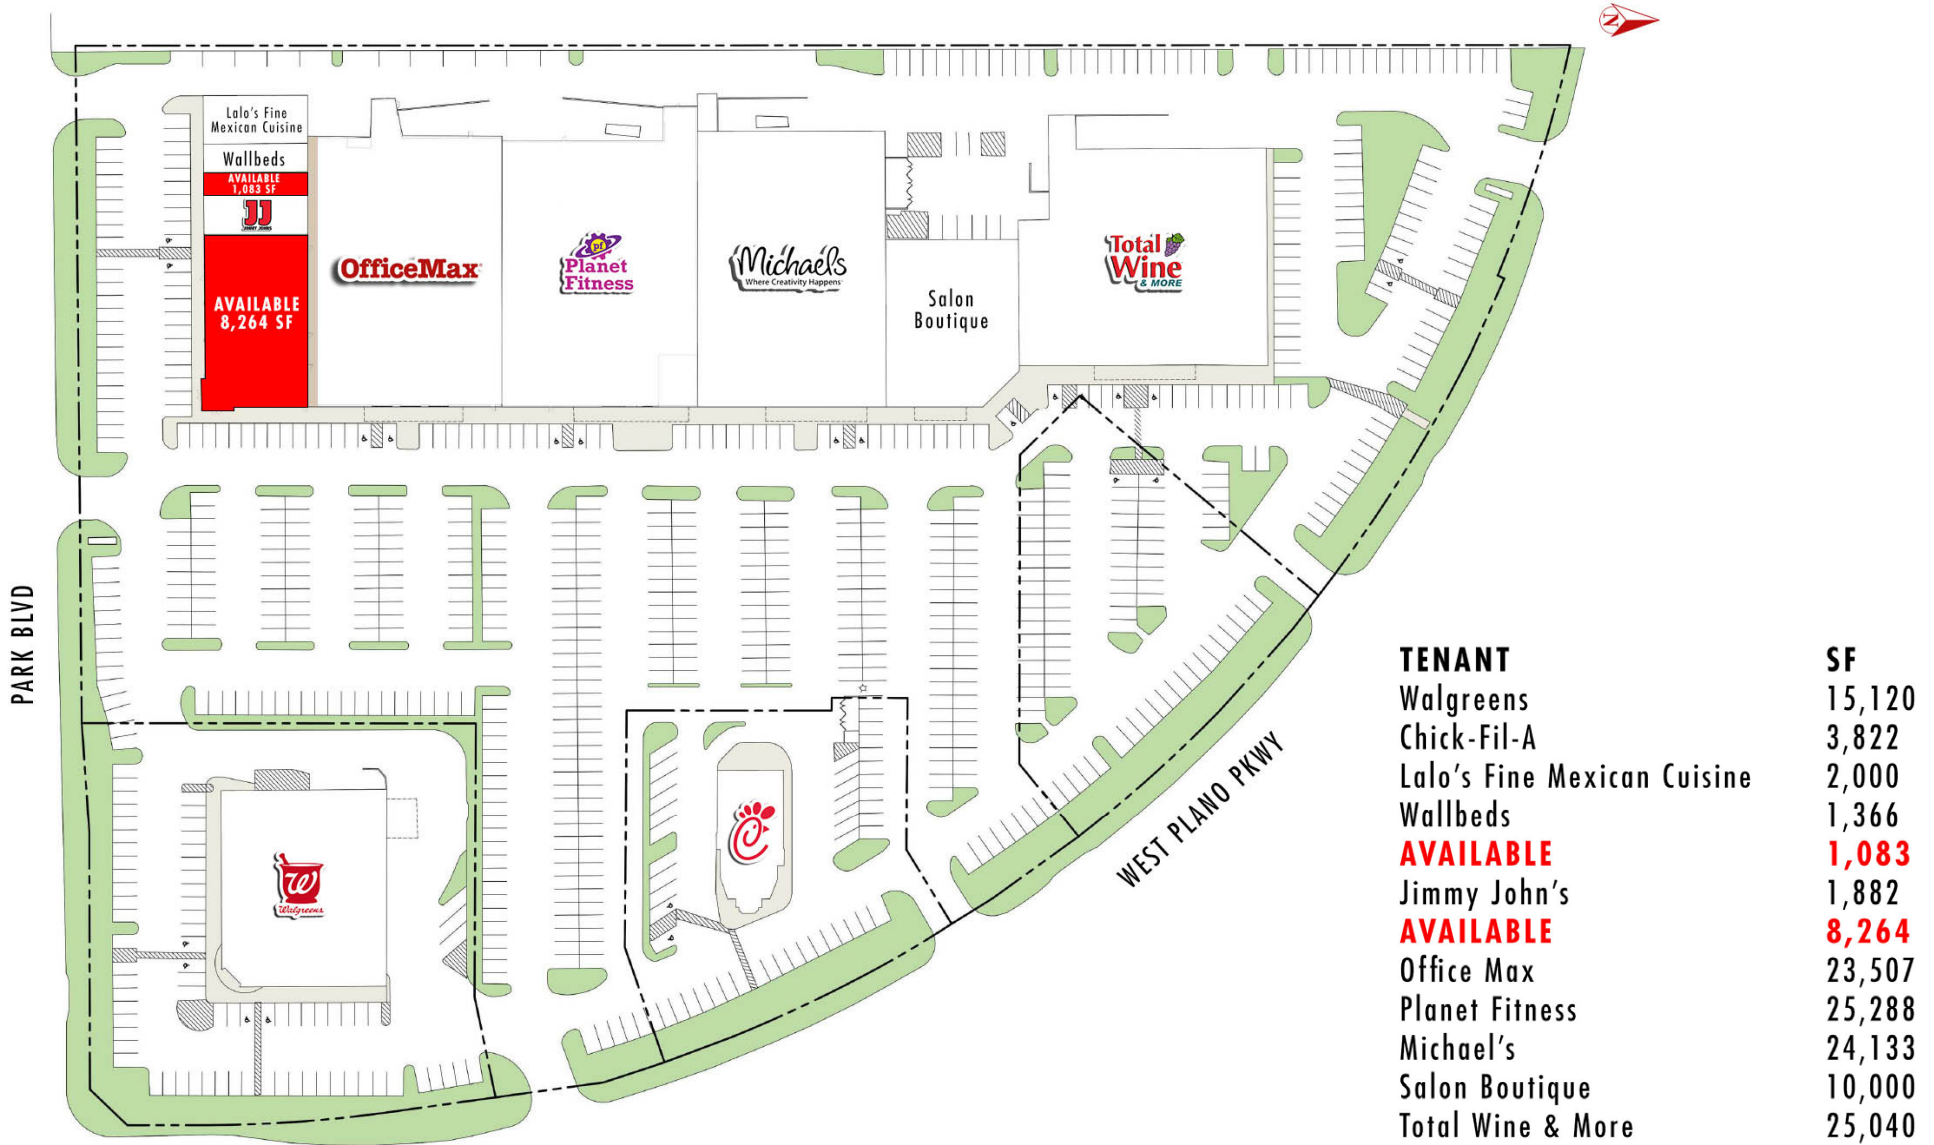 N
Lalo's Fine
Mexican Cuisine
Wallbeds
AVAILABLE
1,083 SF
JJ
JIMMY JOHNS
AVAILABLE
8,264 SF
OfficeMax
pf
Planet
Fitness
Michaels
Where Creativity Happens
Salon
Boutique
Total
Wine
& MORE
PARK BLVD
WEST PLANO PKWY
W
Walgreens
C
TENANT SF
Walgreens 15,120
Chick-Fil-A 3,822
Lalo's Fine Mexican Cuisine 2,000
Wallbeds 1,366
AVAILABLE 1,083
Jimmy John's 1,882
AVAILABLE 8,264
Office Max 23,507
Planet Fitness 25,288
Michael's 24,133
Salon Boutique 10,000
Total Wine & More 25,040